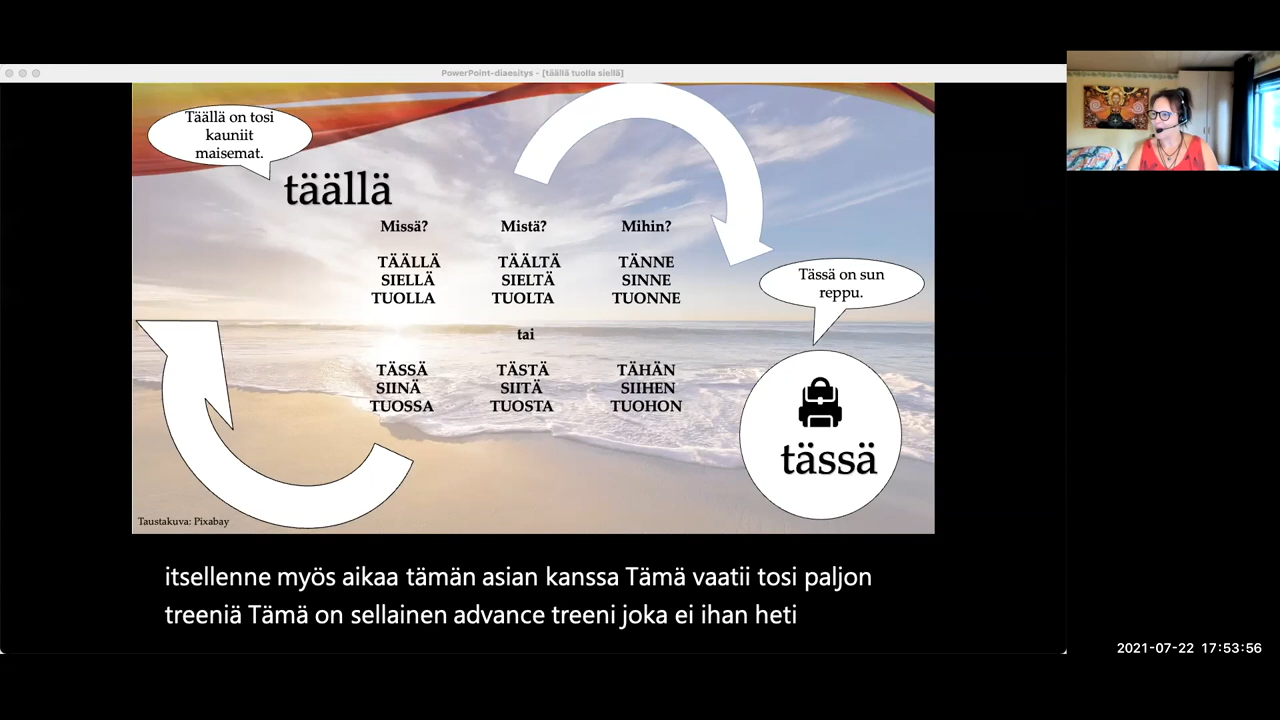 PowerPoint-diaesitys - [täällä tuolla siellä]
Täällä on tosi
kauniit
maisemat.
täällä
Missä? Mistä? Mihin?
TÄÄLLÄ TÄÄLTÄ TÄNNE
SIELLÄ SIELTÄ SINNE
TUOLLA TUOLTA TUONNE
tai
TÄSSÄ TÄSTÄ TÄHÄN
SIINÄ SIITÄ SIIHEN
TUOSSA TUOSTA TUOHON
Tässä on sun
reppu.
tässä
Taustakuva: Pixabay
itsellenne myös aikaa tämän asian kanssa Tämä vaatii tosi paljon
treeniä Tämä on sellainen advance treeni joka ei ihan heti
2021-07-22 17:53:56